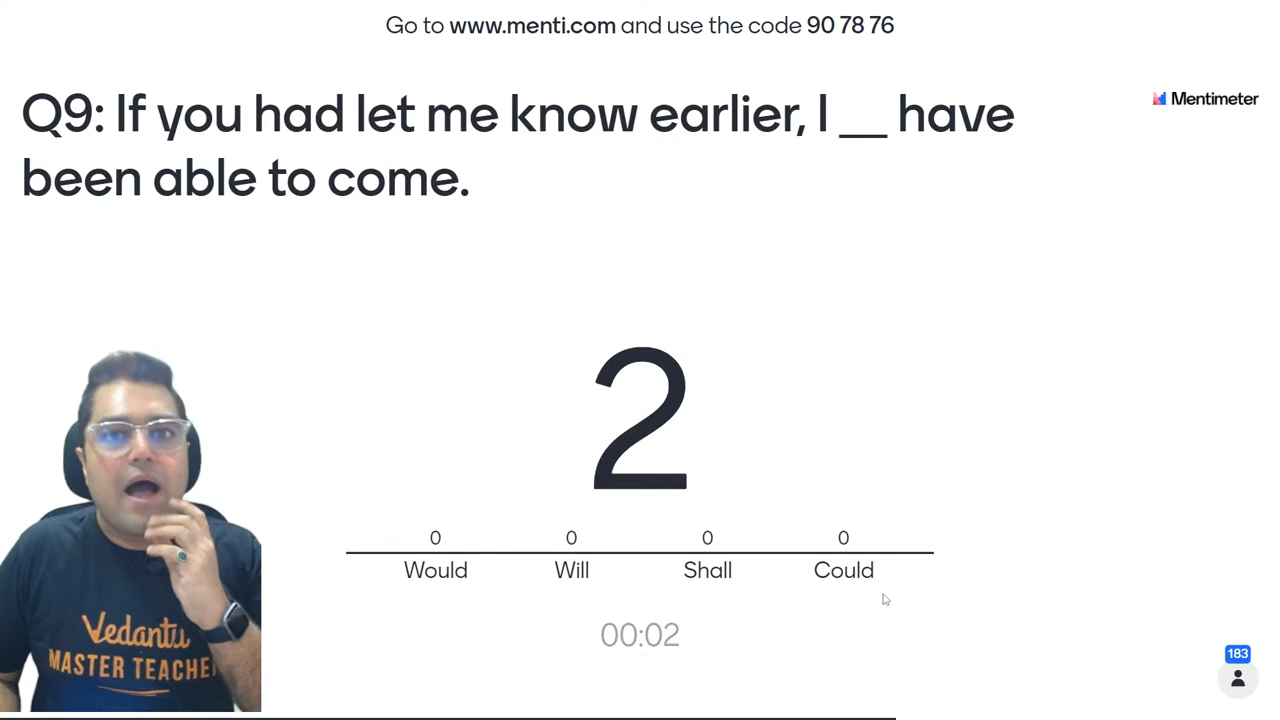 Go to www.menti.com and use the code 90 78 76
Q9: If you had let me know earlier, I __ have
been able to come.
Mentimeter
2
0 0 0 0
Would Will Shall Could
00:02
Vedantu
MASTER TEACHER
183